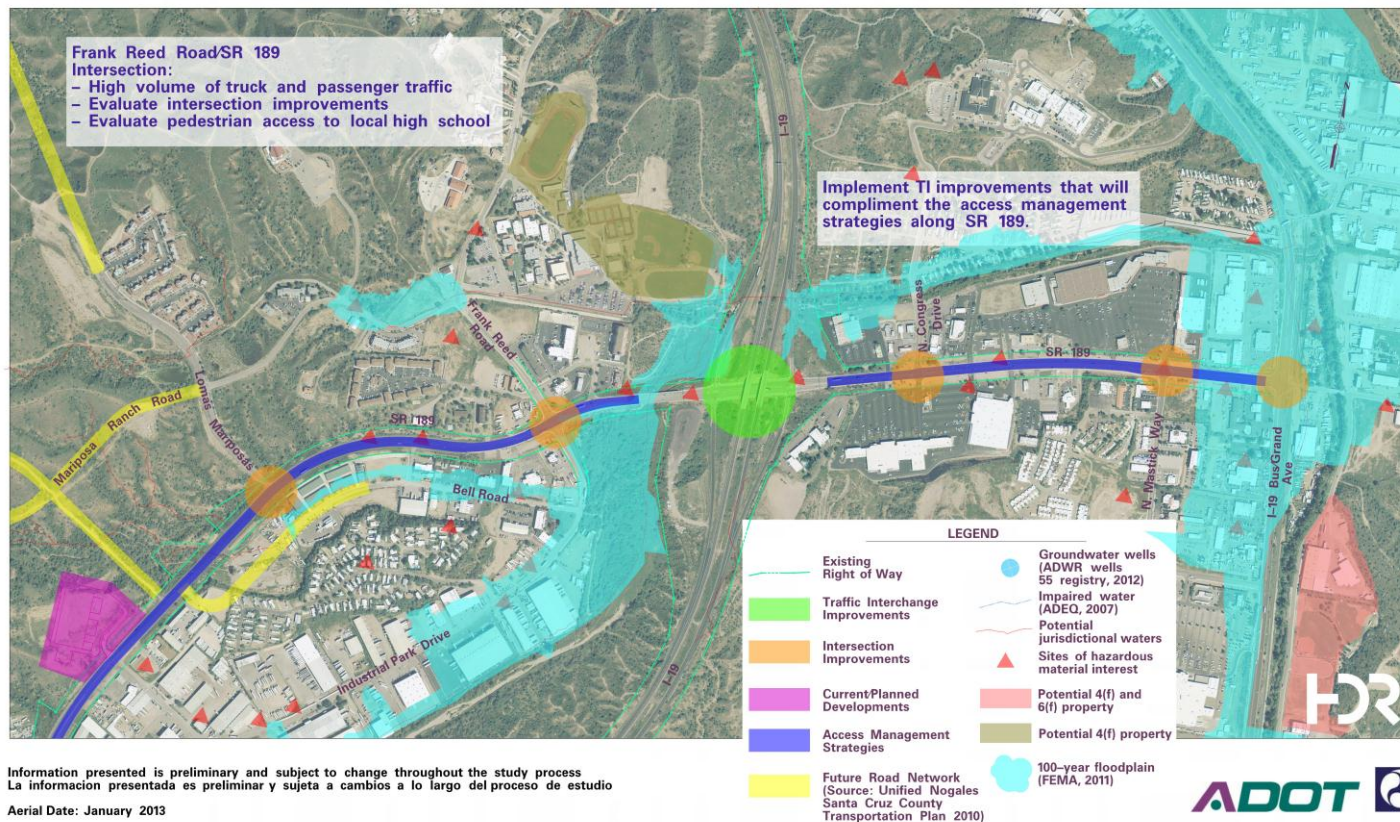 Frank Reed Road/SR 189
Intersection:
– High volume of truck and passenger traffic
– Evaluate intersection improvements
– Evaluate pedestrian access to local high school
I-19
N
Implement TI improvements that will
compliment the access management
strategies along SR 189.
Frank Reed
Road
N. Congress
Drive
SR 189
Lomas Mariposas
Mariposa Ranch Road
SR 189
Bell Road
N. Mastick Way
I-19 Bus/Grand
Ave
Industrial Park Drive
I-19
LEGEND
Existing
Right of Way
Traffic Interchange
Improvements
Intersection
Improvements
Current/Planned
Developments
Access Management
Strategies
Future Road Network
(Source: Unified Nogales
Santa Cruz County
Transportation Plan 2010)
Groundwater wells
(ADWR wells
55 registry, 2012)
Impaired water
(ADEQ, 2007)
Potential
jurisdictional waters
Sites of hazardous
material interest
Potential 4(f) and
6(f) property
Potential 4(f) property
100-year floodplain
(FEMA, 2011)
HDR
Information presented is preliminary and subject to change throughout the study process
La informacion presentada es preliminar y sujeta a cambios a lo largo del proceso de estudio
Aerial Date: January 2013
ADOT